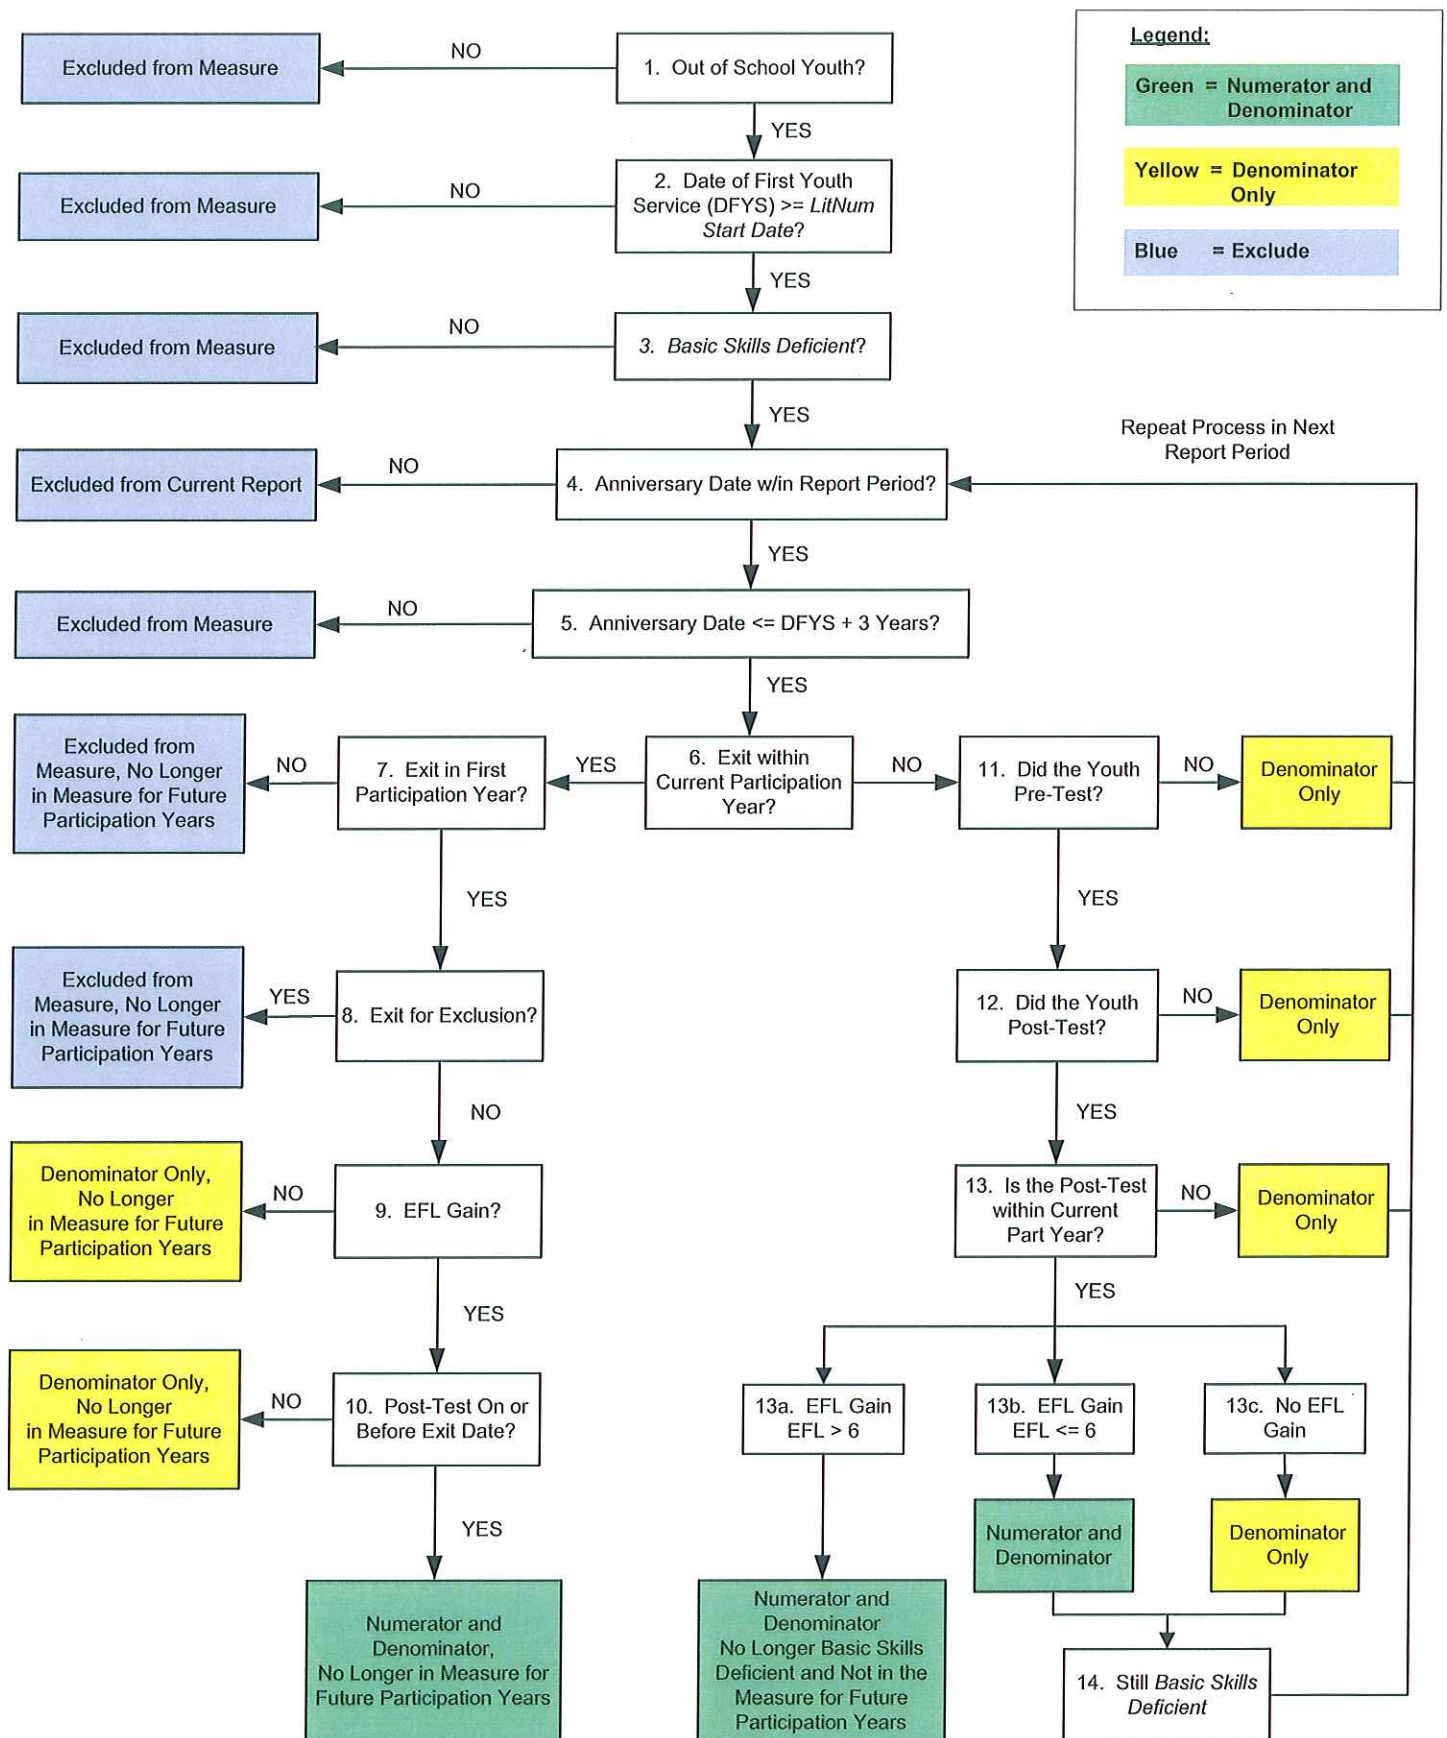 Legend:
Green = Numerator and
Denominator
Yellow = Denominator
Only
Blue = Exclude
Excluded from Measure
NO
1. Out of School Youth?
YES
Excluded from Measure
NO
2. Date of First Youth
Service (DFYS) >= LitNum
Start Date?
YES
Excluded from Measure
NO
3. Basic Skills Deficient?
YES
Repeat Process in Next
Report Period
Excluded from Current Report
NO
4. Anniversary Date w/in Report Period?
YES
Excluded from Measure
NO
5. Anniversary Date <= DFYS + 3 Years?
YES
Excluded from
Measure, No Longer
in Measure for Future
Participation Years
NO
7. Exit in First
Participation Year?
YES
6. Exit within
Current Participation
Year?
NO
11. Did the Youth
Pre-Test?
NO
Denominator
Only
YES
YES
Excluded from
Measure, No Longer
in Measure for Future
Participation Years
YES
8. Exit for Exclusion?
12. Did the Youth
Post-Test?
NO
Denominator
Only
NO
YES
Denominator Only,
No Longer
in Measure for Future
Participation Years
NO
9. EFL Gain?
13. Is the Post-Test
within Current
Part Year?
NO
Denominator
Only
YES
YES
Denominator Only,
No Longer
in Measure for Future
Participation Years
NO
10. Post-Test On or
Before Exit Date?
13a. EFL Gain
EFL > 6
13b. EFL Gain
EFL <= 6
13c. No EFL
Gain
YES
Numerator and
Denominator
Denominator
Only
Numerator and
Denominator,
No Longer in Measure for
Future Participation Years
Numerator and
Denominator
No Longer Basic Skills
Deficient and Not in the
Measure for Future
Participation Years
14. Still Basic Skills
Deficient